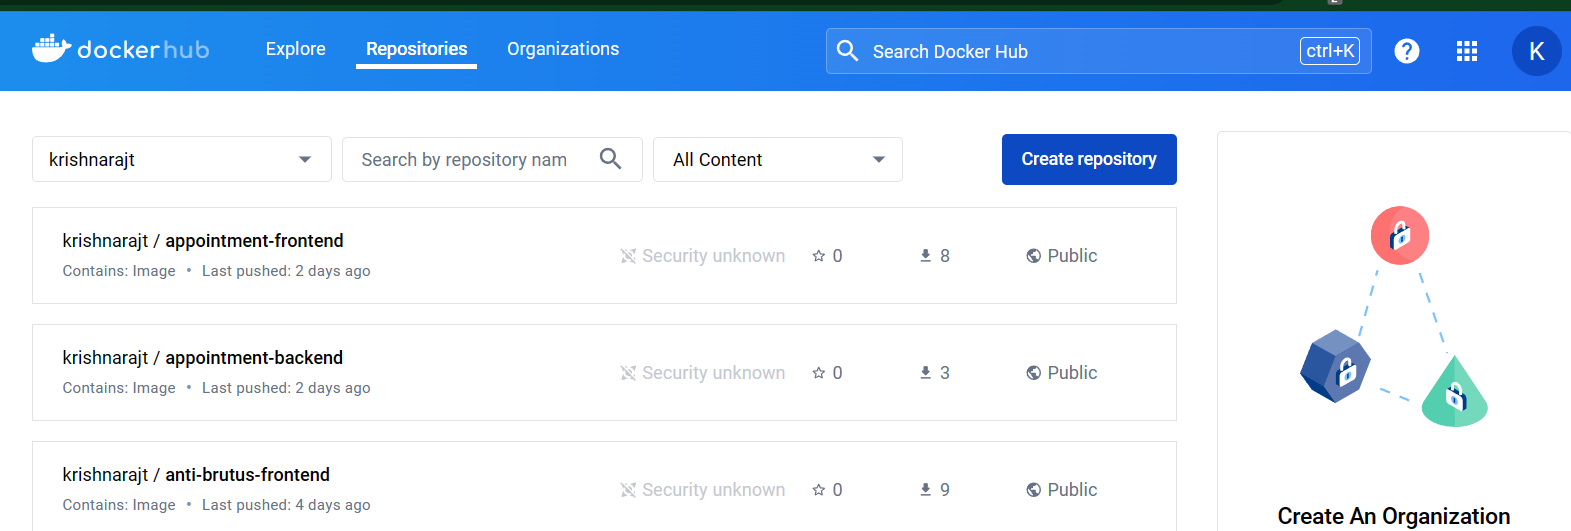 dockerhub Explore Repositories Organizations Search Docker Hub ctrl+K ? K
krishnarajt Search by repository nam All Content Create repository
krishnarajt / appointment-frontend
Contains: Image • Last pushed: 2 days ago
Security unknown 0 8 Public
krishnarajt / appointment-backend
Contains: Image • Last pushed: 2 days ago
Security unknown 0 3 Public
krishnarajt / anti-brutus-frontend
Contains: Image • Last pushed: 4 days ago
Security unknown 0 9 Public
Create An Organization